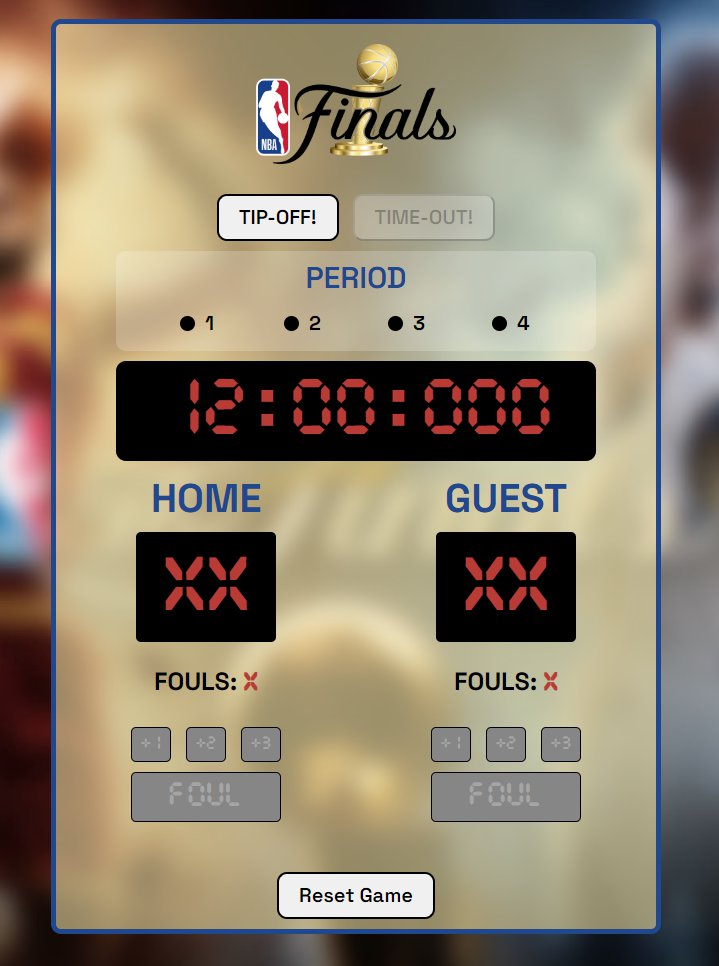 NBA Finals
TIP-OFF! TIME-OUT!
PERIOD
1 2 3 4
12:00:000
HOME GUEST
XX XX
FOULS: X FOULS: X
+1 +2 +3 +1 +2 +3
FOUL FOUL
Reset Game